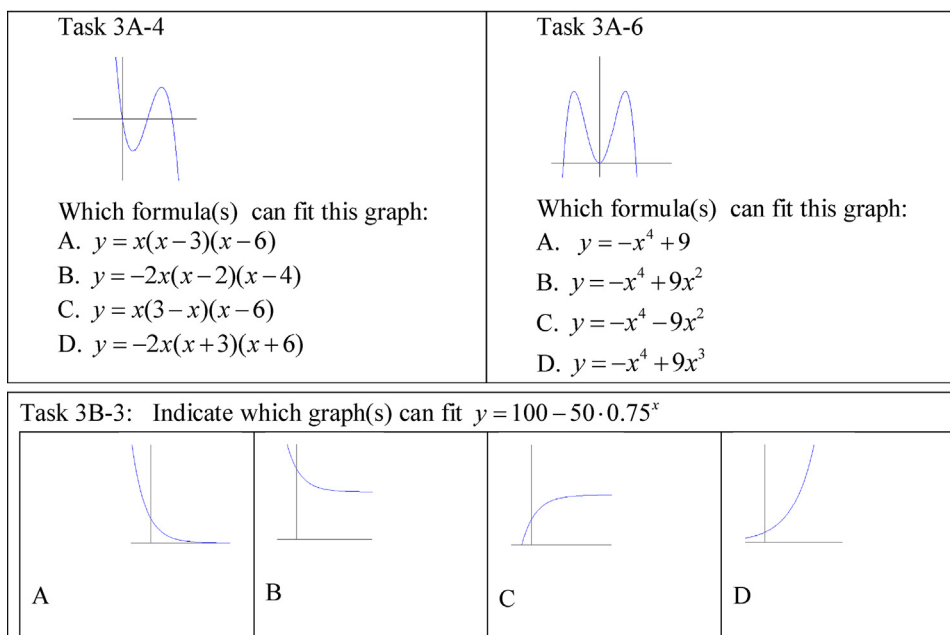 Task 3A-4
Which formula(s) can fit this graph:
A. y = x(x − 3)(x − 6)
B. y = −2x(x − 2)(x − 4)
C. y = x(3 − x)(x − 6)
D. y = −2x(x + 3)(x + 6)
Task 3A-6
Which formula(s) can fit this graph:
A. y = −x⁴ + 9
B. y = −x⁴ + 9x²
C. y = −x⁴ − 9x²
D. y = −x⁴ + 9x³
Task 3B-3: Indicate which graph(s) can fit y = 100 − 50 · 0.75ˣ
A
B
C
D